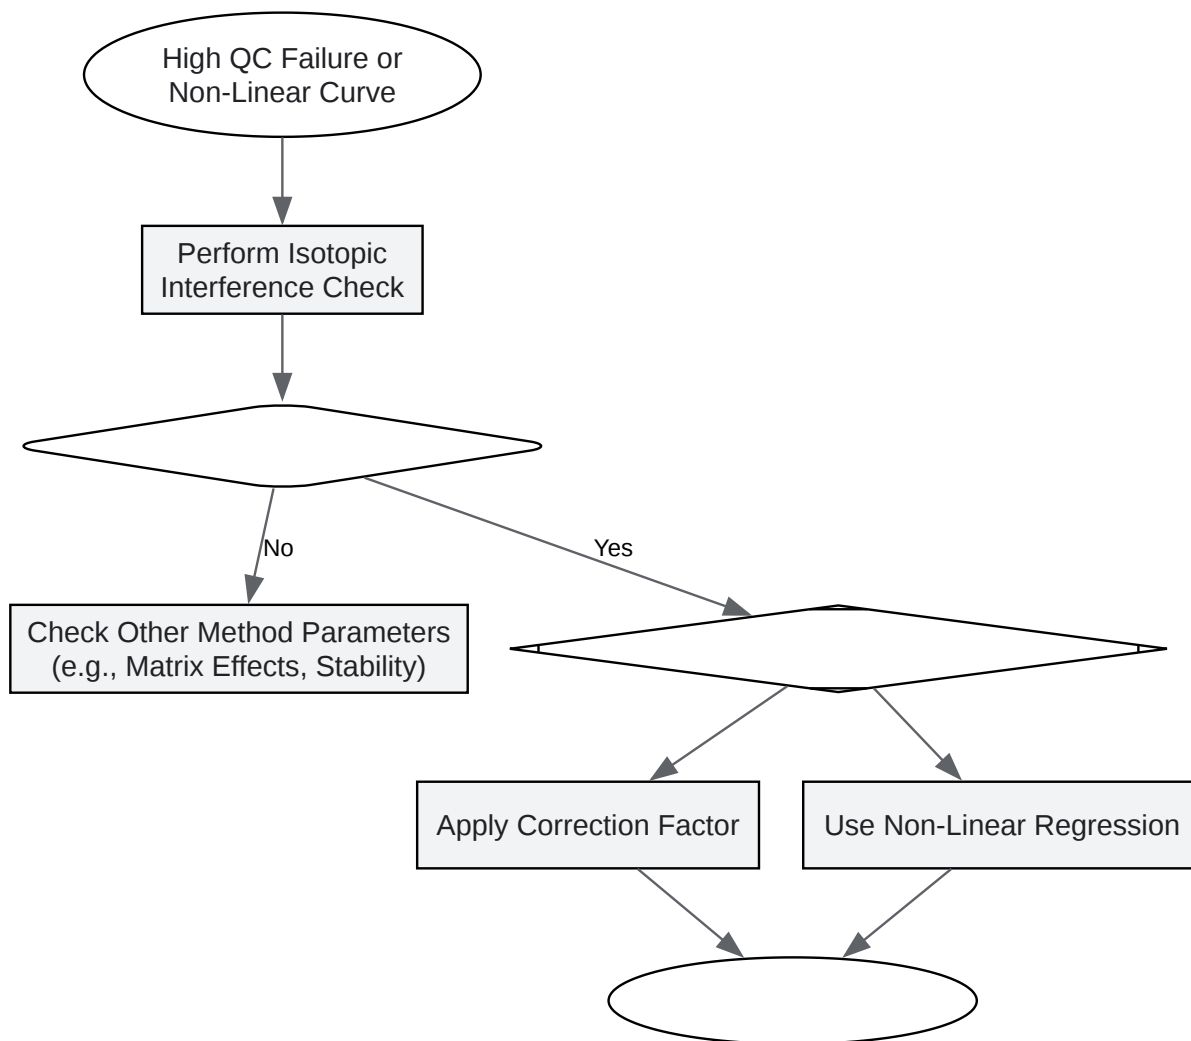 High QC Failure or
Non-Linear Curve
Perform Isotopic
Interference Check
No
Yes
Check Other Method Parameters
(e.g., Matrix Effects, Stability)
Apply Correction Factor
Use Non-Linear Regression